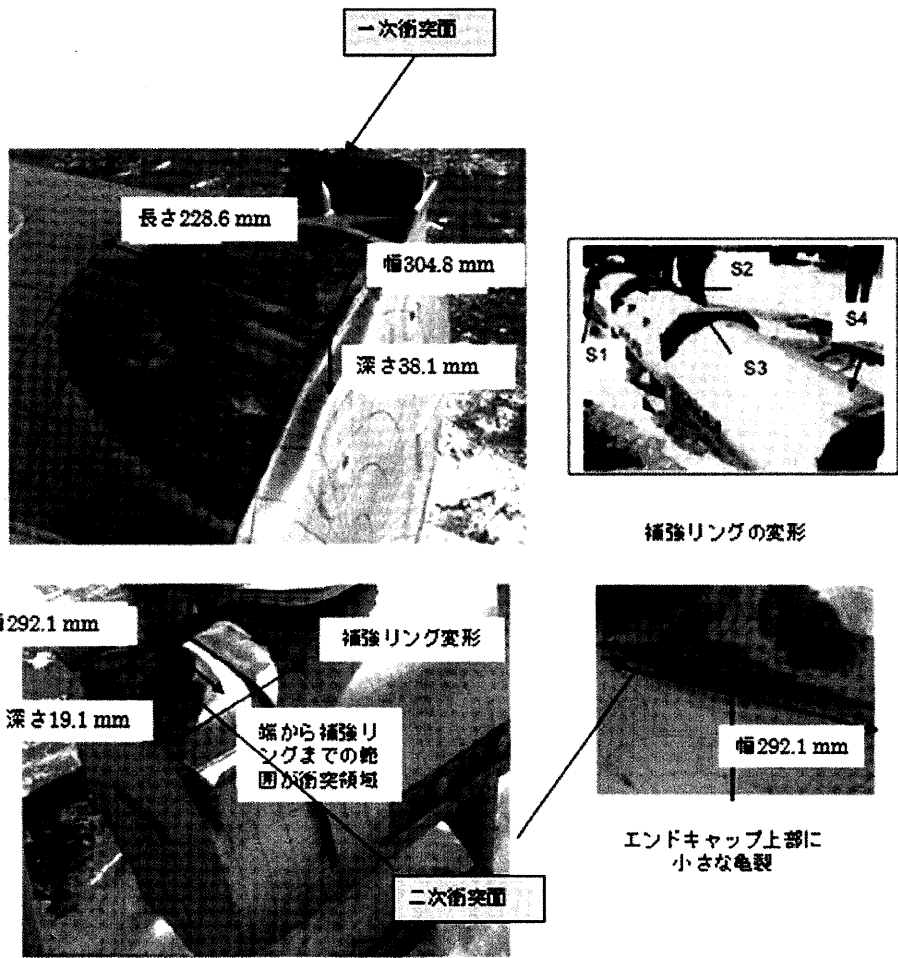 一次衝突面
長さ228.6 mm
幅304.8 mm
深さ38.1 mm
S1
S2
S3
S4
補強リングの変形
292.1 mm
深さ19.1 mm
補強リング変形
端から補強リ
ングまでの範
囲が衝突領域
二次衝突面
幅292.1 mm
エンドキャップ上部に
小さな亀裂